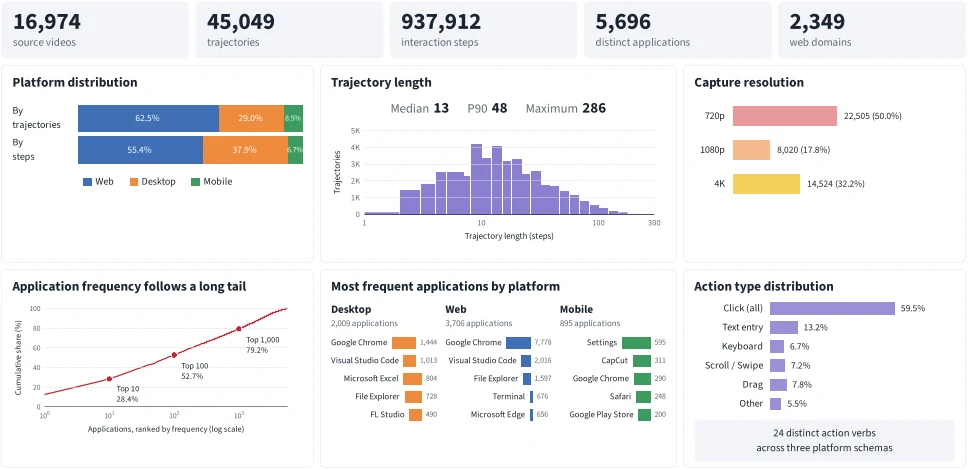 16,974
source videos
45,049
trajectories
937,912
interaction steps
5,696
distinct applications
2,349
web domains
Platform distribution
By
trajectories
62.5%
29.0%
8.5%
By
steps
55.4%
37.9%
6.7%
Web
Desktop
Mobile
Trajectory length
Median 13 P90 48 Maximum 286
Trajectories
5K
4K
3K
2K
1K
0
1
10
100
300
Trajectory length (steps)
Capture resolution
720p
22,505 (50.0%)
1080p
8,020 (17.8%)
4K
14,524 (32.2%)
Application frequency follows a long tail
Cumulative share (%)
100
80
60
40
20
0
Top 10
28.4%
Top 100
52.7%
Top 1,000
79.2%
10⁰
10¹
10²
10³
Applications, ranked by frequency (log scale)
Most frequent applications by platform
Desktop
2,009 applications
Google Chrome 1,444
Visual Studio Code 1,013
Microsoft Excel 804
File Explorer 728
FL Studio 490
Web
3,706 applications
Google Chrome 7,778
Visual Studio Code 2,016
File Explorer 1,597
Terminal 676
Microsoft Edge 656
Mobile
895 applications
Settings 595
CapCut 311
Google Chrome 290
Safari 248
Google Play Store 200
Action type distribution
Click (all) 59.5%
Text entry 13.2%
Keyboard 6.7%
Scroll / Swipe 7.2%
Drag 7.8%
Other 5.5%
24 distinct action verbs
across three platform schemas